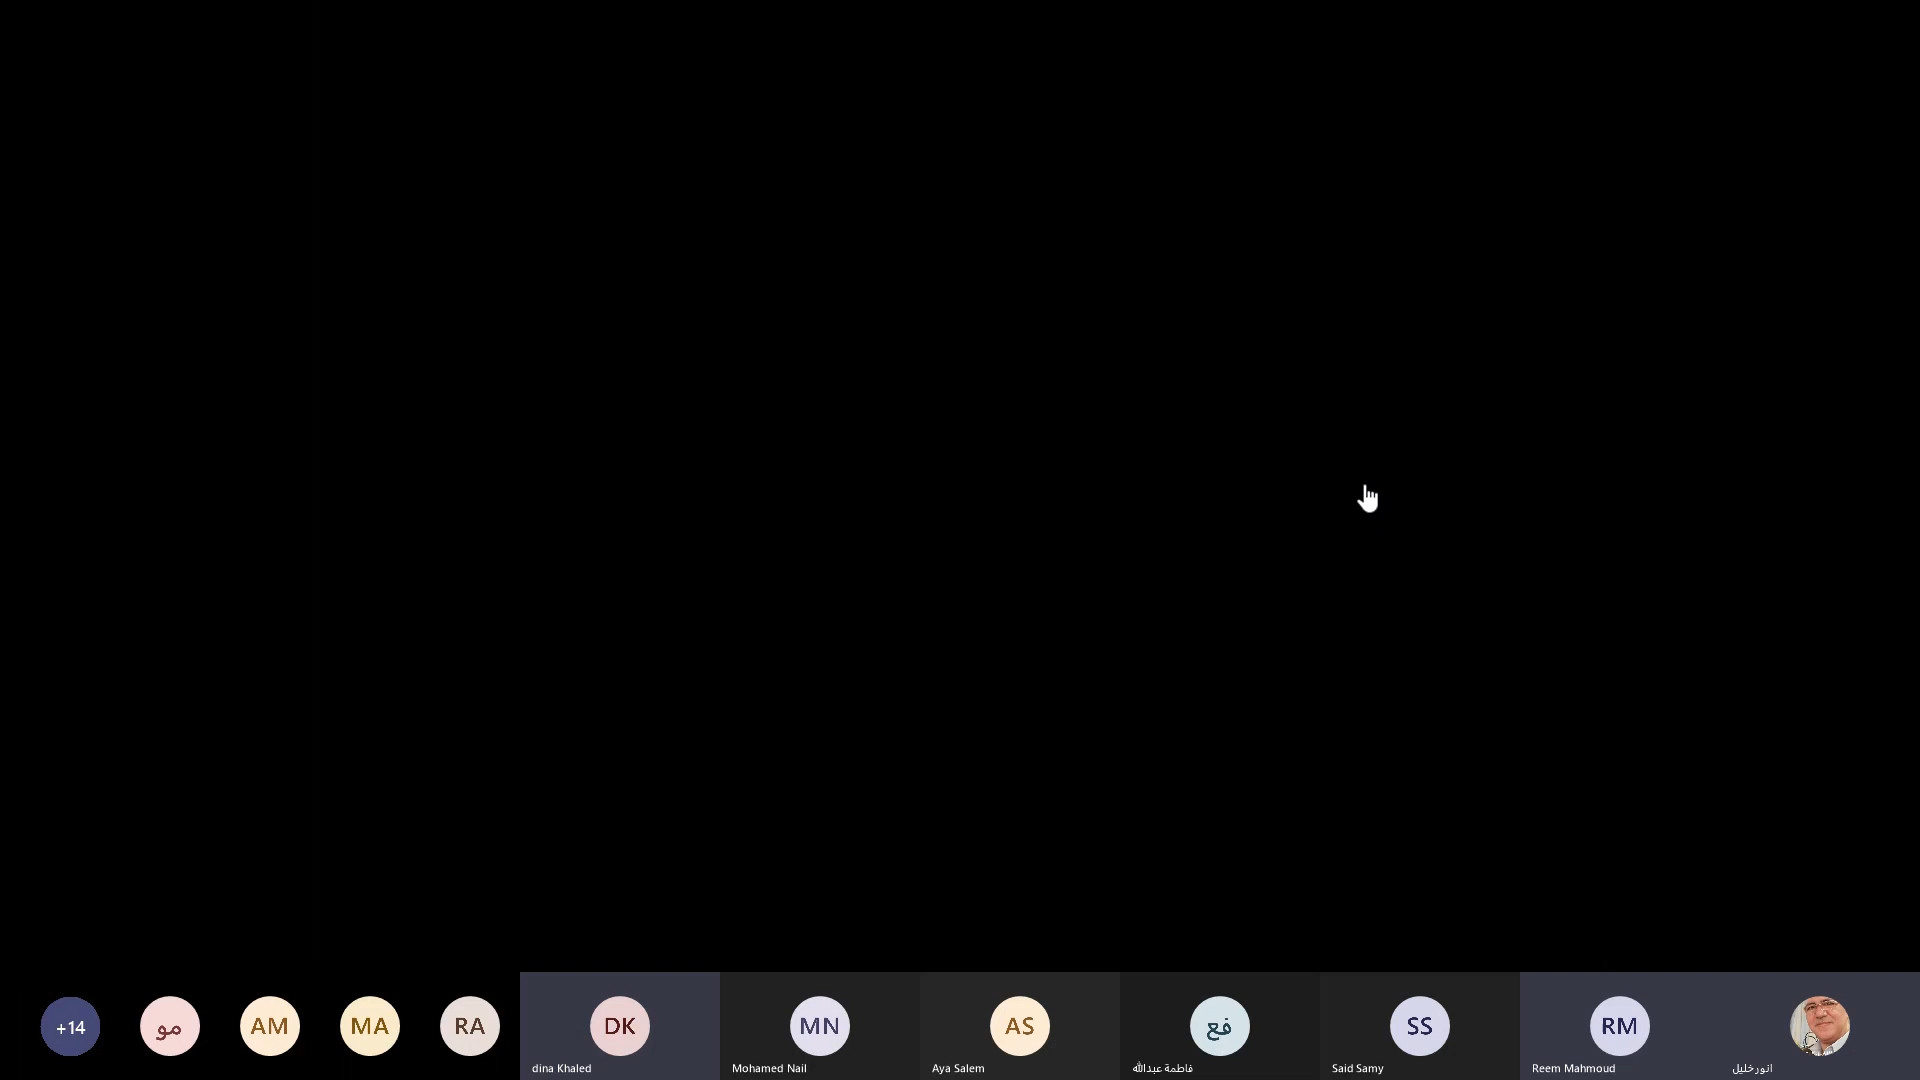 +14
مو
AM
MA
RA
DK
MN
AS
فع
SS
RM
dina Khaled
Mohamed Nail
Aya Salem
فاطمة عبدالله
Said Samy
Reem Mahmoud
انور خليل